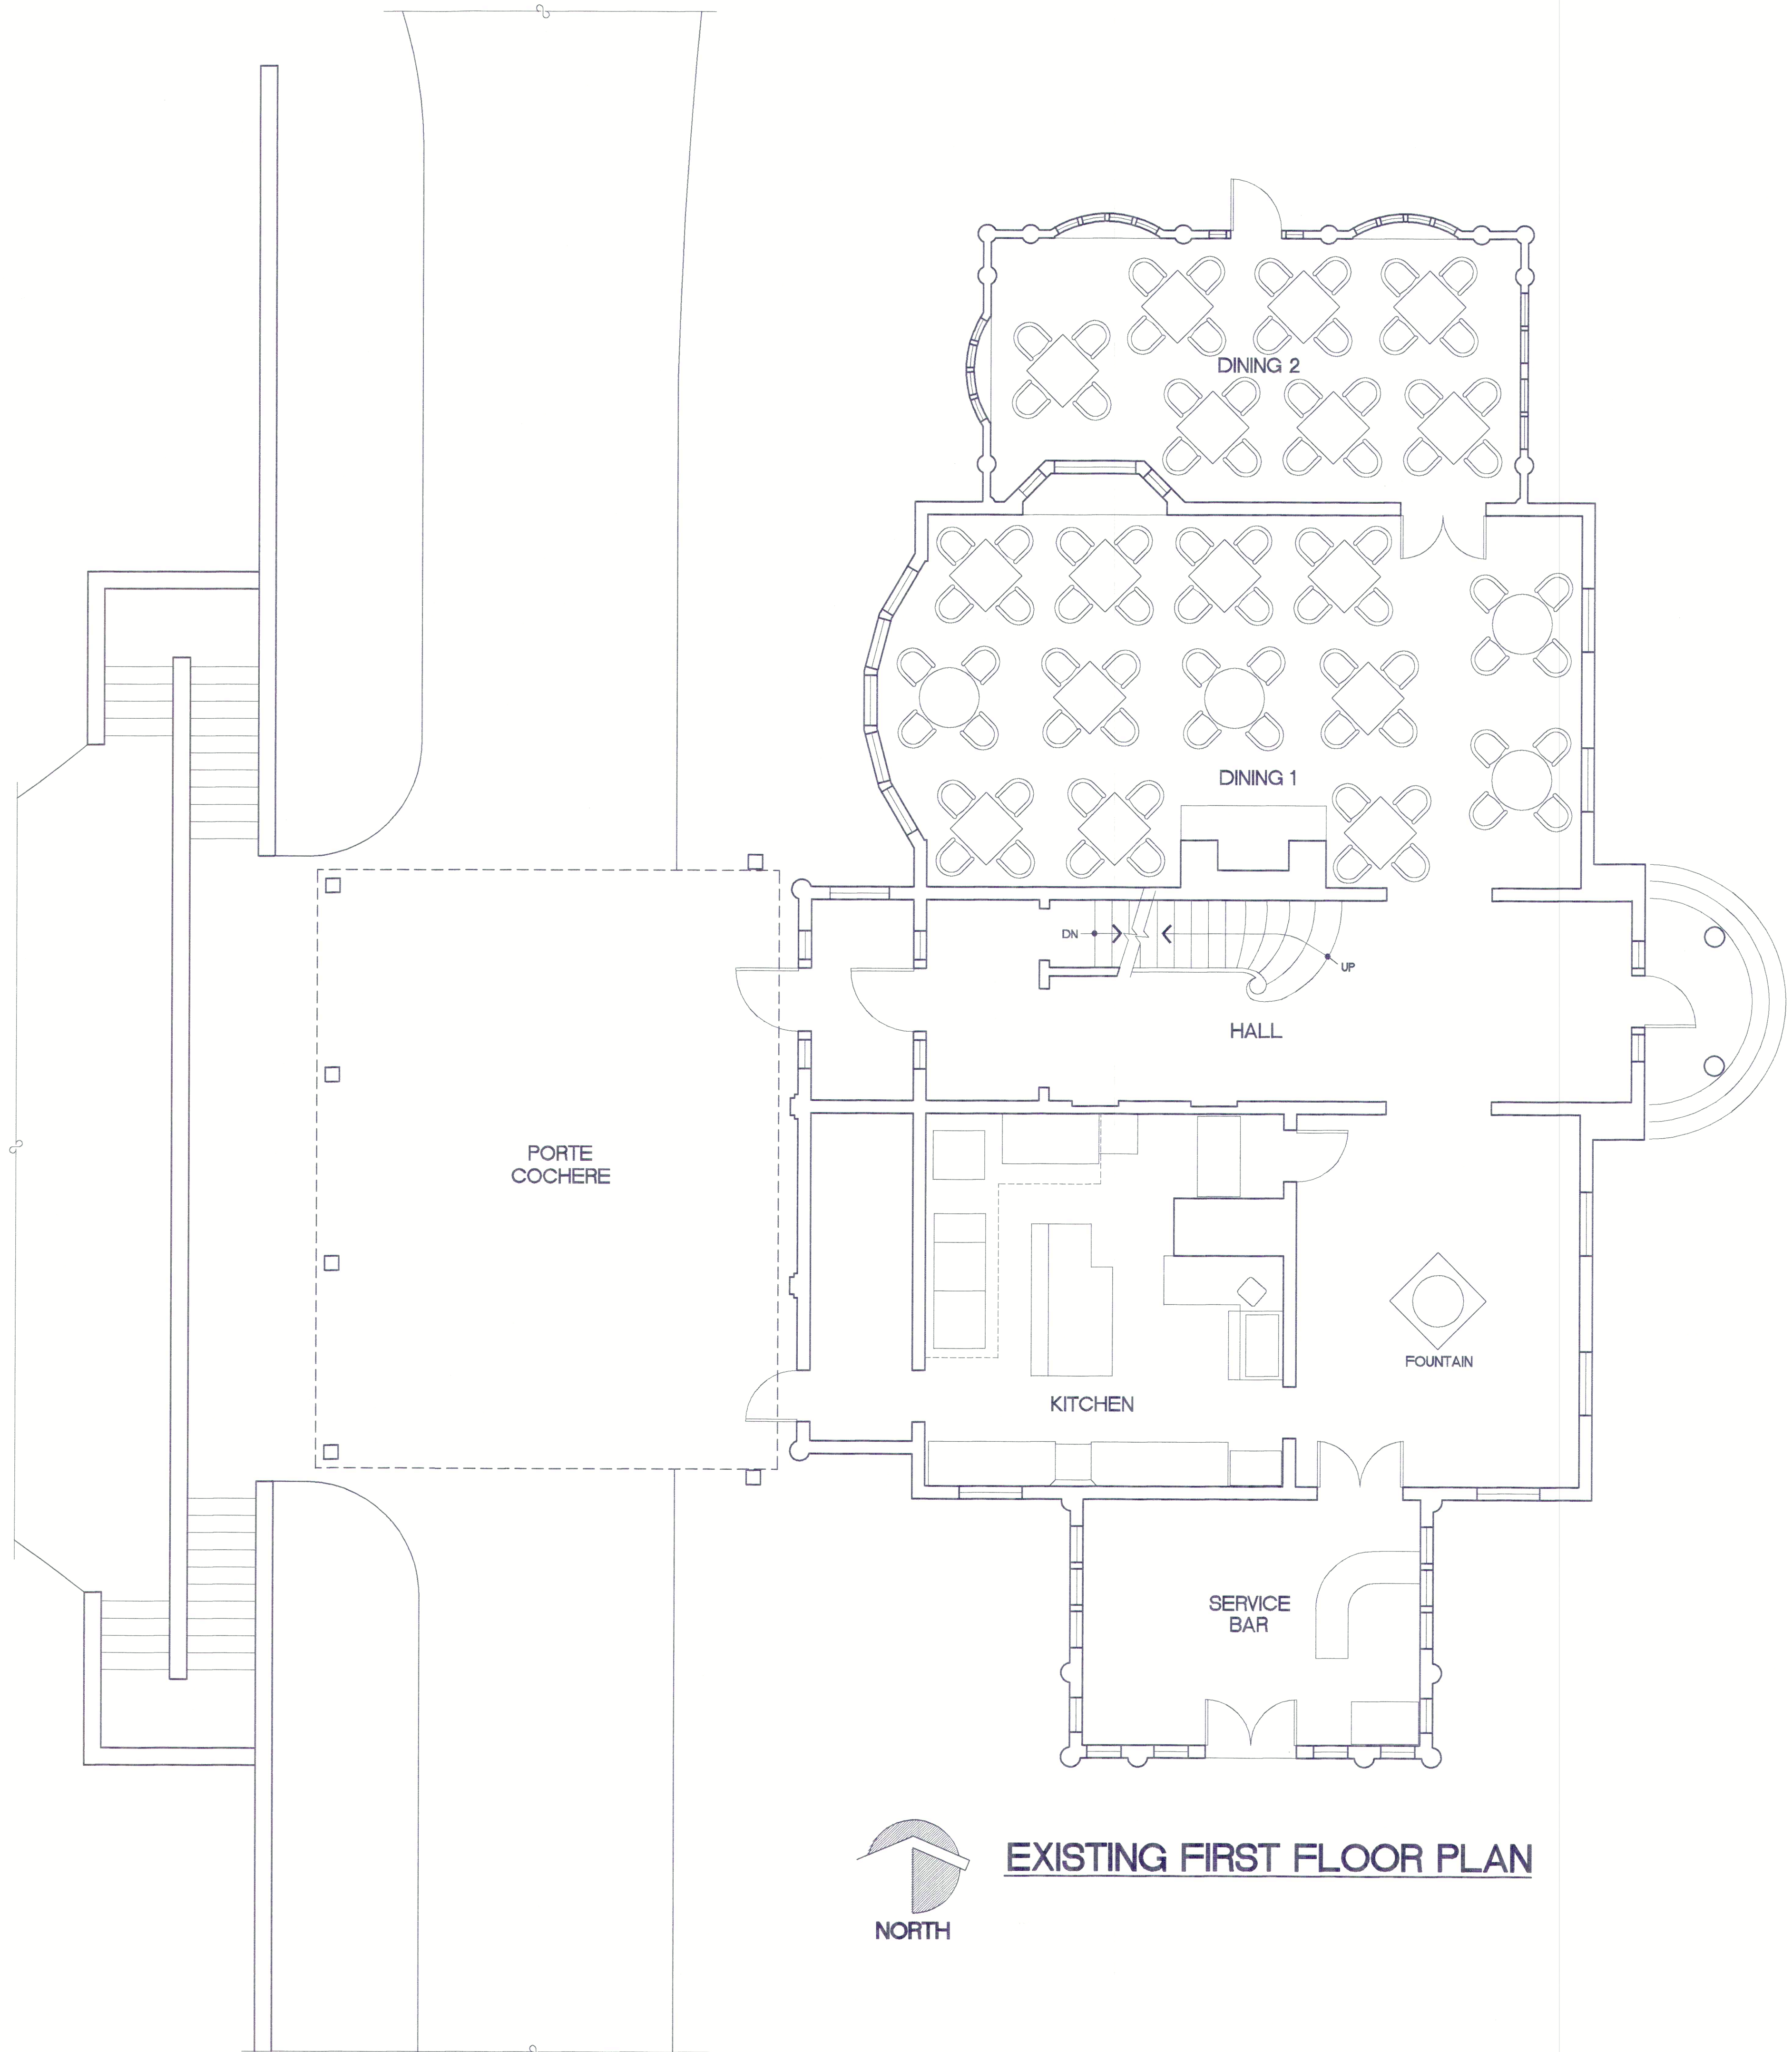 DINING 2
DINING 1
DN
UP
HALL
PORTE
COCHERE
FOUNTAIN
KITCHEN
SERVICE
BAR
EXISTING FIRST FLOOR PLAN
NORTH